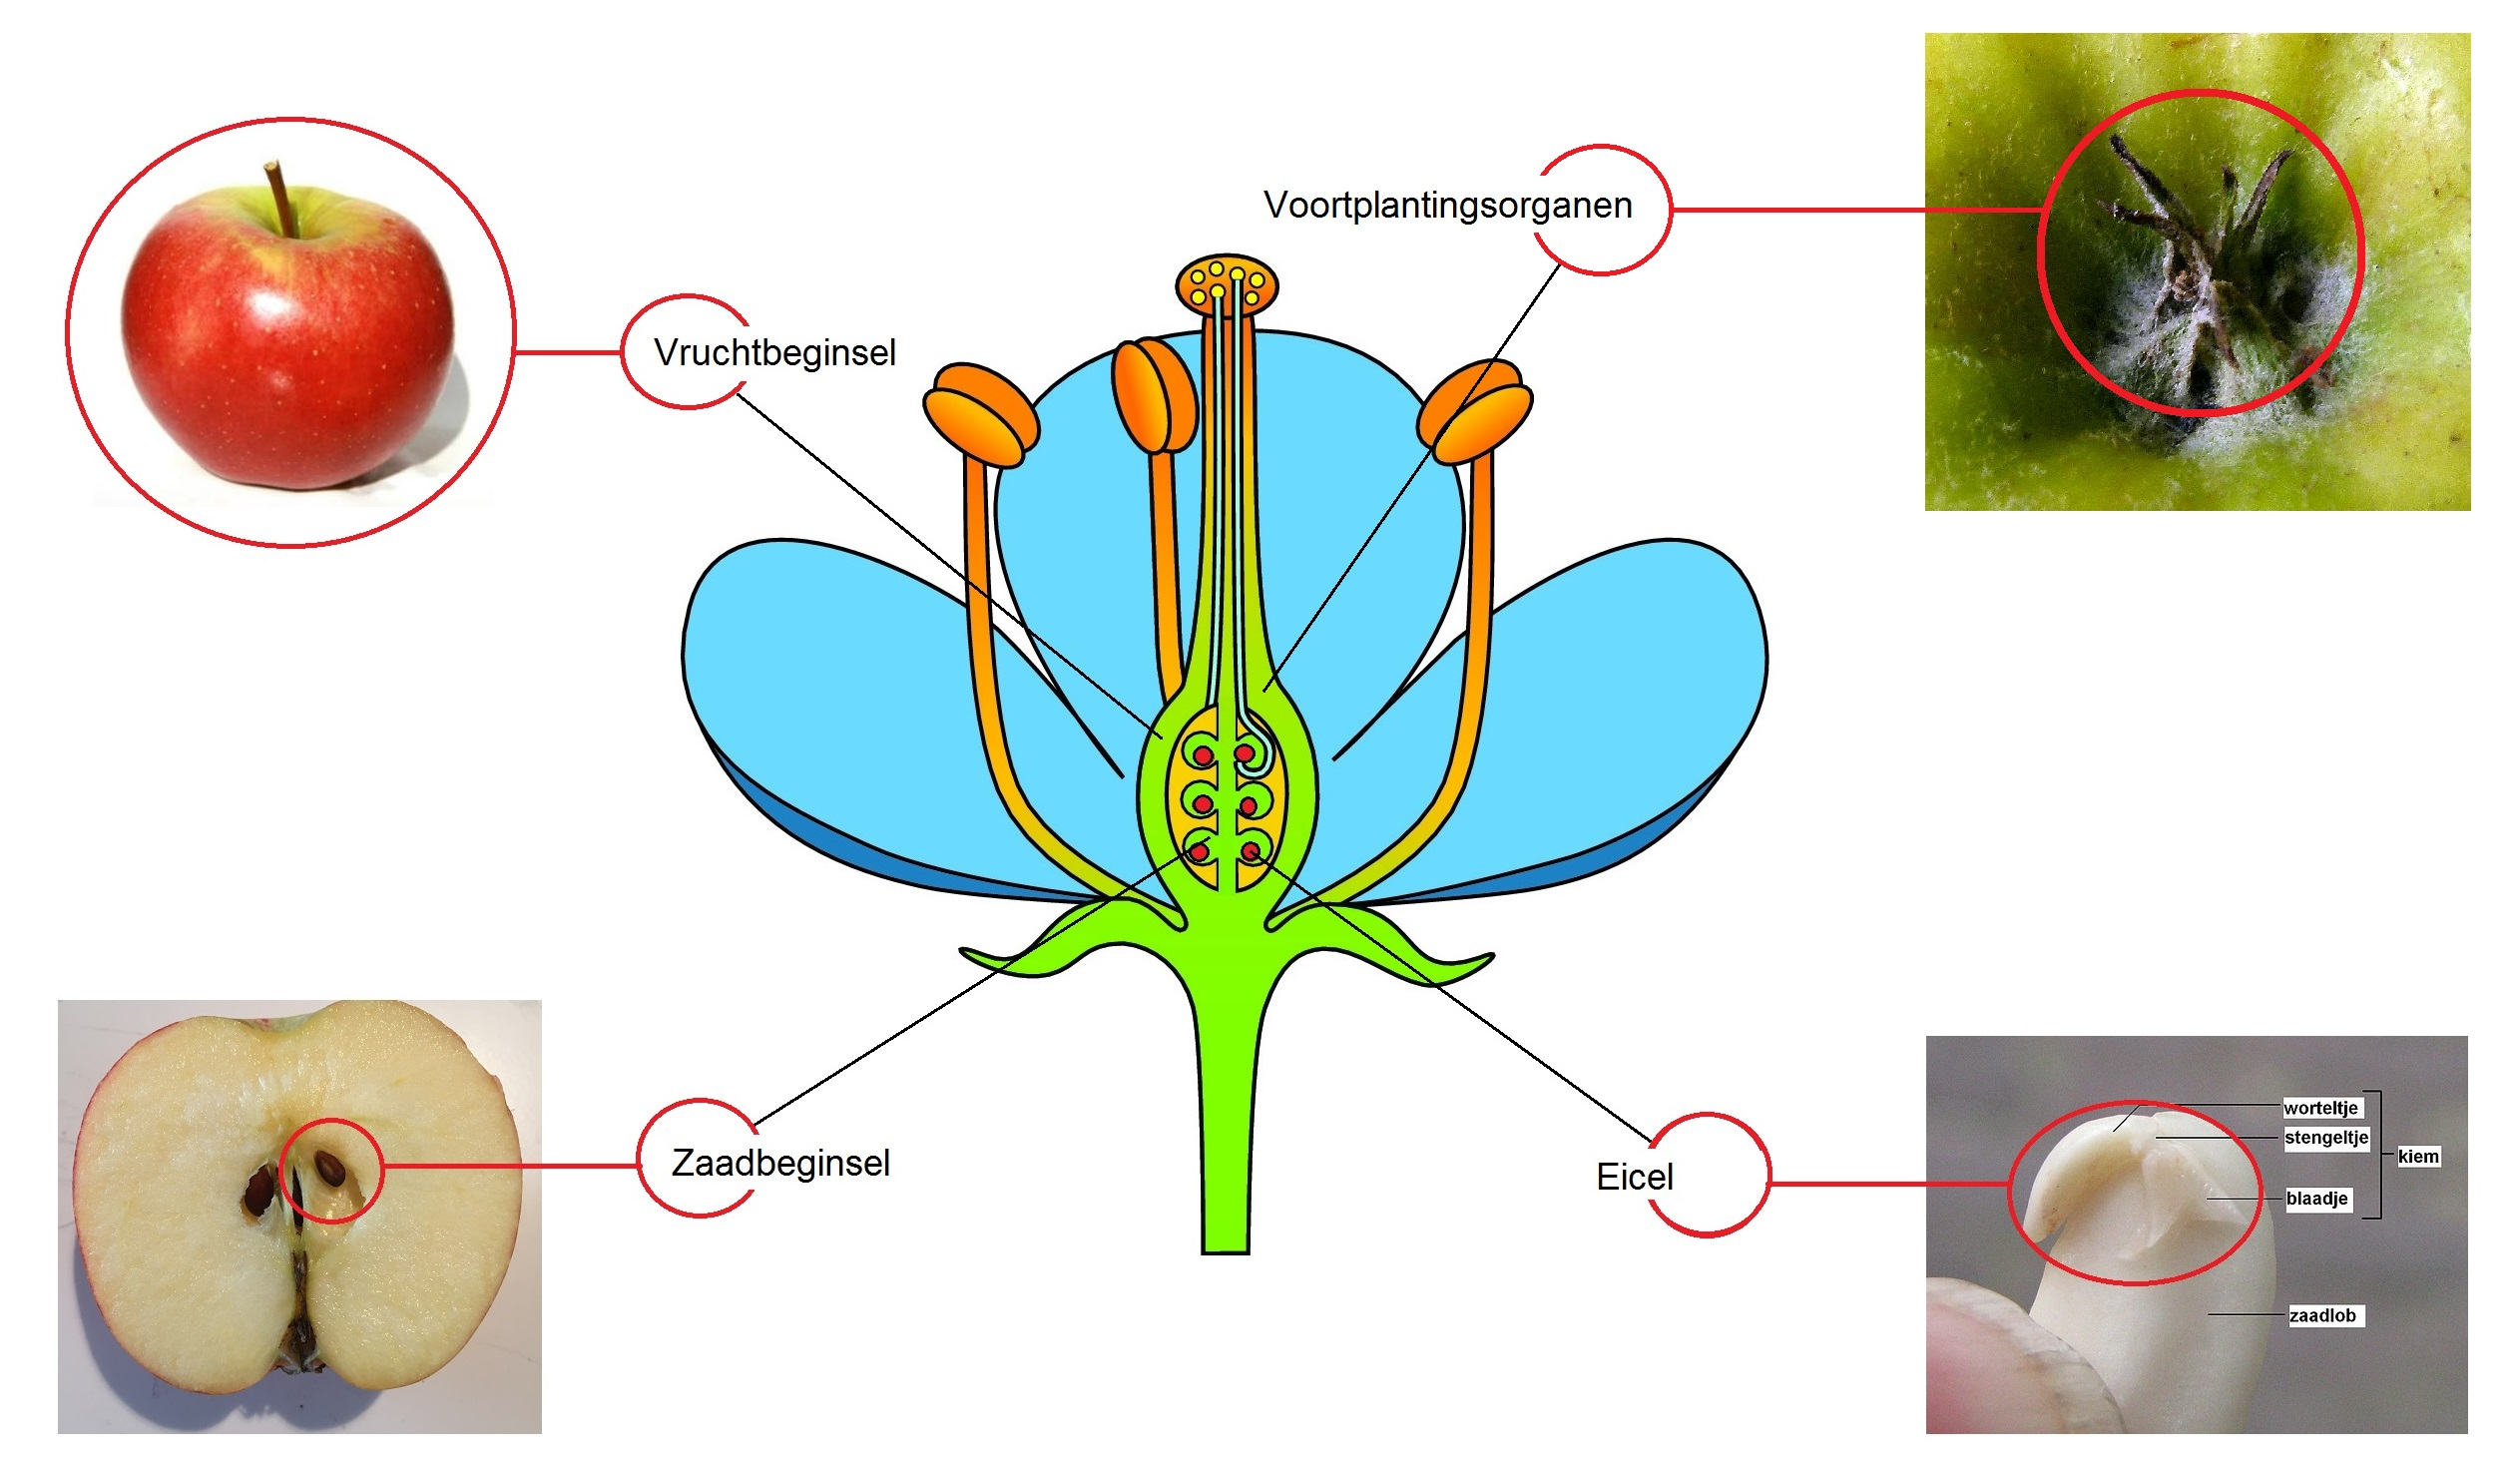 Voortplantingsorganen
Vruchtbeginsel
Zaadbeginsel
Eicel
worteltje
stengeltje
kiem
blaadje
zaadlob